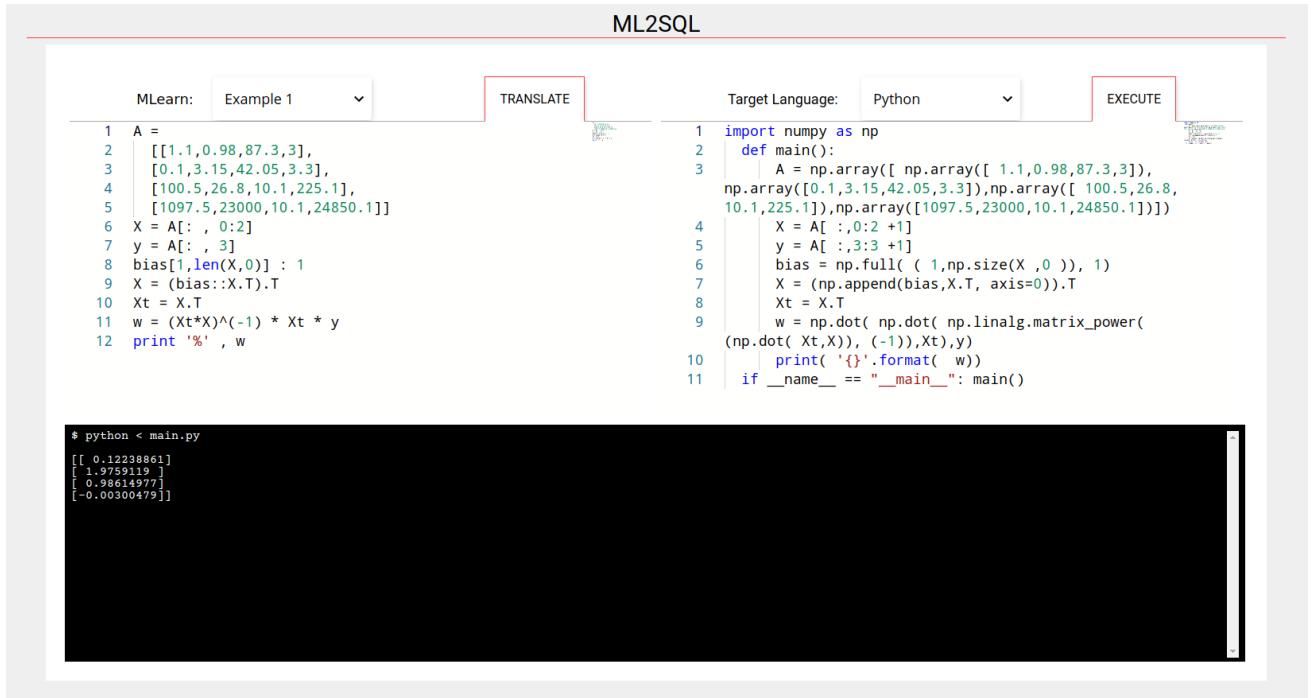 ML2SQL
MLearn: Example 1 TRANSLATE
1 A =
2 [[1.1,0.98,87.3,3],
3 [0.1,3.15,42.05,3.3],
4 [100.5,26.8,10.1,225.1],
5 [1097.5,23000,10.1,24850.1]]
6 X = A[: , 0:2]
7 y = A[: , 3]
8 bias[1,len(X,0)] : 1
9 X = (bias::X.T).T
10 Xt = X.T
11 w = (Xt*X)^(-1) * Xt * y
12 print '%' , w
Target Language: Python EXECUTE
1 import numpy as np
2 def main():
3 A = np.array([ np.array([ 1.1,0.98,87.3,3]),
np.array([0.1,3.15,42.05,3.3]),np.array([ 100.5,26.8,
10.1,225.1]),np.array([1097.5,23000,10.1,24850.1])])
4 X = A[ :,0:2 +1]
5 y = A[ :,3:3 +1]
6 bias = np.full( ( 1,np.size(X ,0 )), 1)
7 X = (np.append(bias,X.T, axis=0)).T
8 Xt = X.T
9 w = np.dot( np.dot( np.linalg.matrix_power(
(np.dot( Xt,X)), (-1)),Xt),y)
10 print( '{}'.format(  w))
11 if __name__ == "__main__": main()
$ python < main.py
[[ 0.12238861]
[ 1.9759119 ]
[ 0.98614977]
[-0.00300479]]